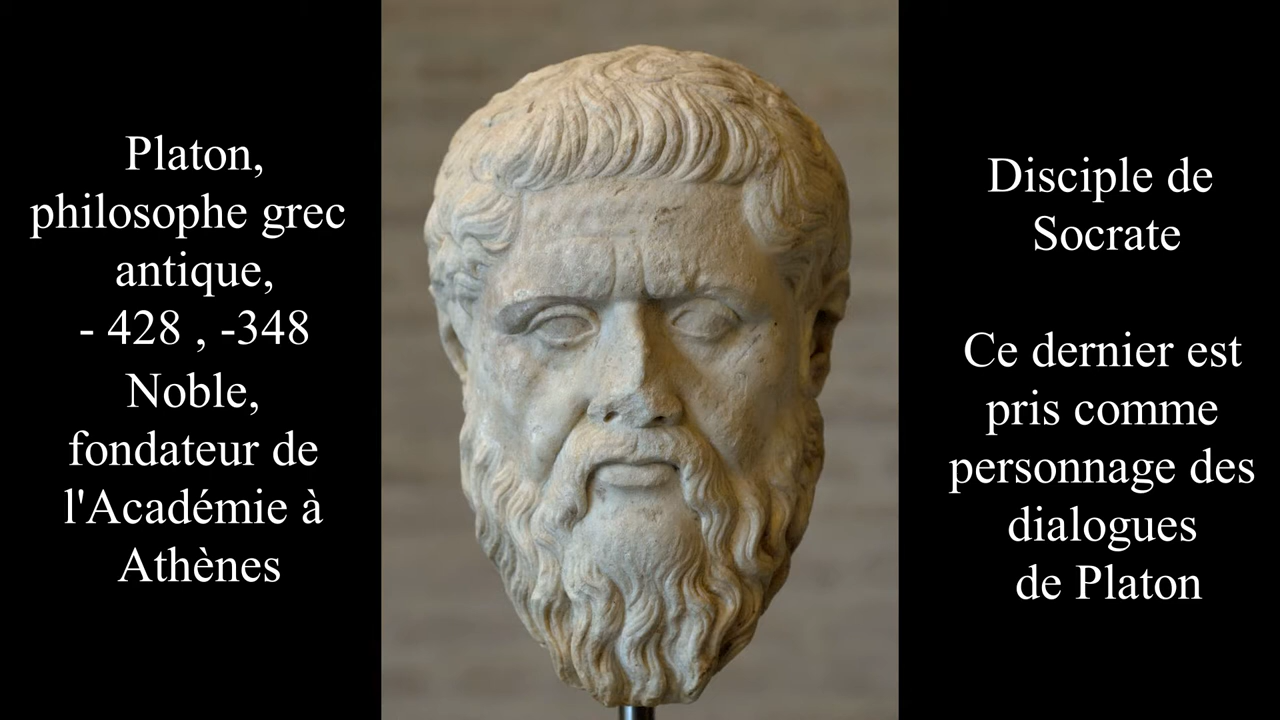 Platon,
philosophe grec
antique,
- 428 , -348
Noble,
fondateur de
l'Académie à
Athènes
Disciple de
Socrate
Ce dernier est
pris comme
personnage des
dialogues
de Platon